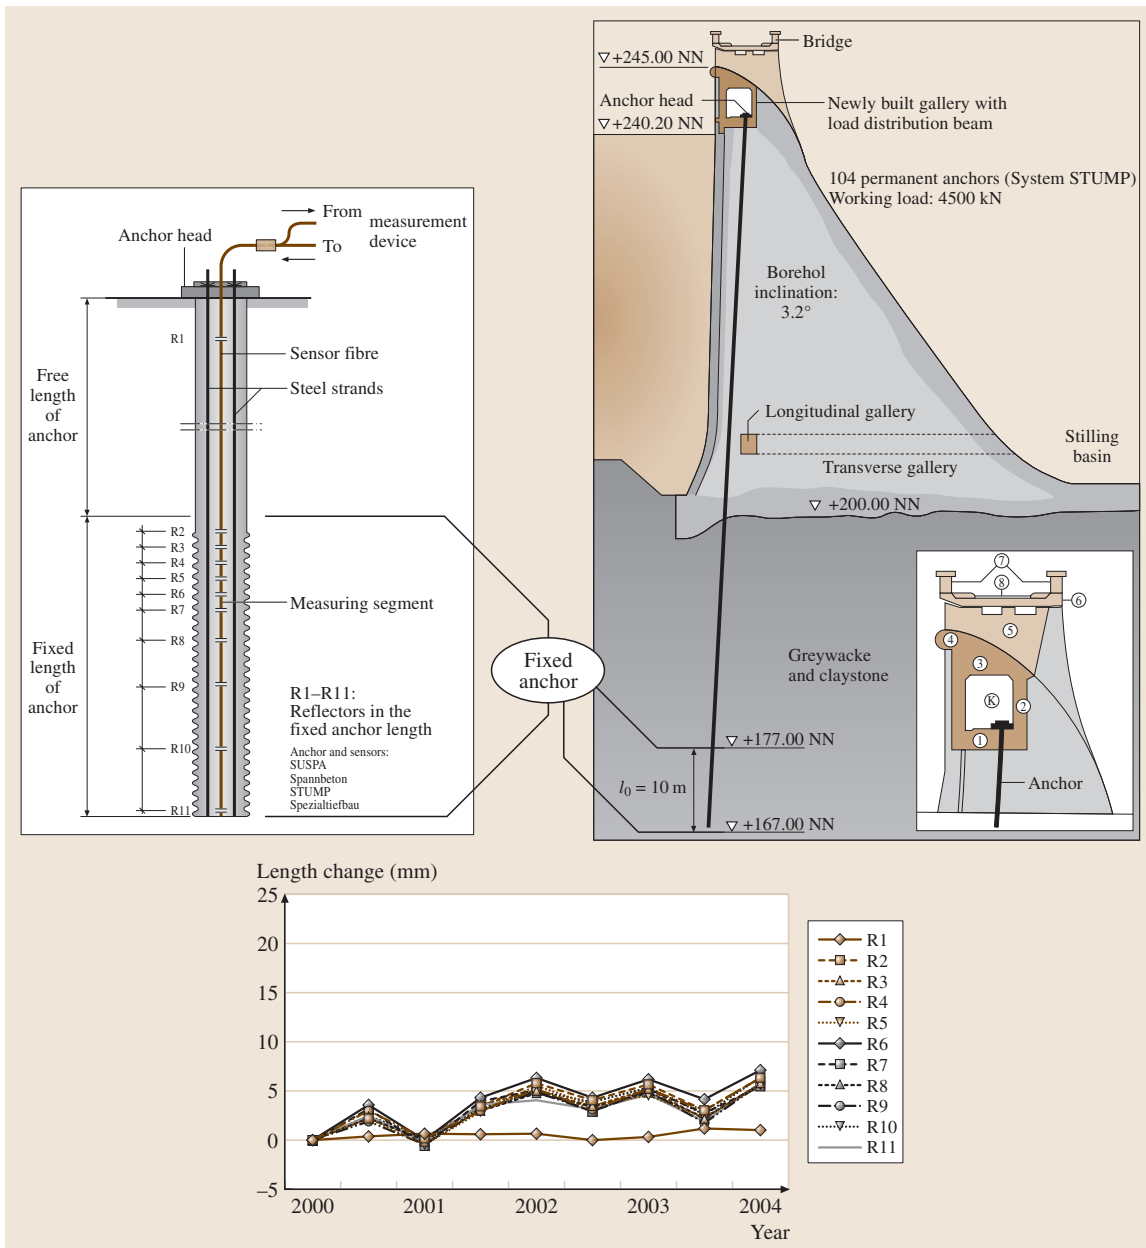 From
To
measurement
device
Anchor head
R1
Sensor fibre
Steel strands
Free
length
of
anchor
R2
R3
R4
R5
R6
R7
R8
R9
R10
R11
Measuring segment
Fixed
length
of
anchor
R1–R11:
Reflectors in the
fixed anchor length
Anchor and sensors:
SUSPA
Spannbeton
STUMP
Spezialtiefbau
Fixed
anchor
Bridge
+245.00 NN
Anchor head
+240.20 NN
Newly built gallery with
load distribution beam
104 permanent anchors (System STUMP)
Working load: 4500 kN
Borehol
inclination:
3.2°
Longitudinal gallery
Transverse gallery
Stilling
basin
+200.00 NN
Greywacke
and claystone
+177.00 NN
l₀ = 10 m
+167.00 NN
7
8
6
5
4
3
K
2
1
Anchor
Length change (mm)
25
20
15
10
5
0
–5
2000 2001 2002 2003 2004
Year
R1
R2
R3
R4
R5
R6
R7
R8
R9
R10
R11